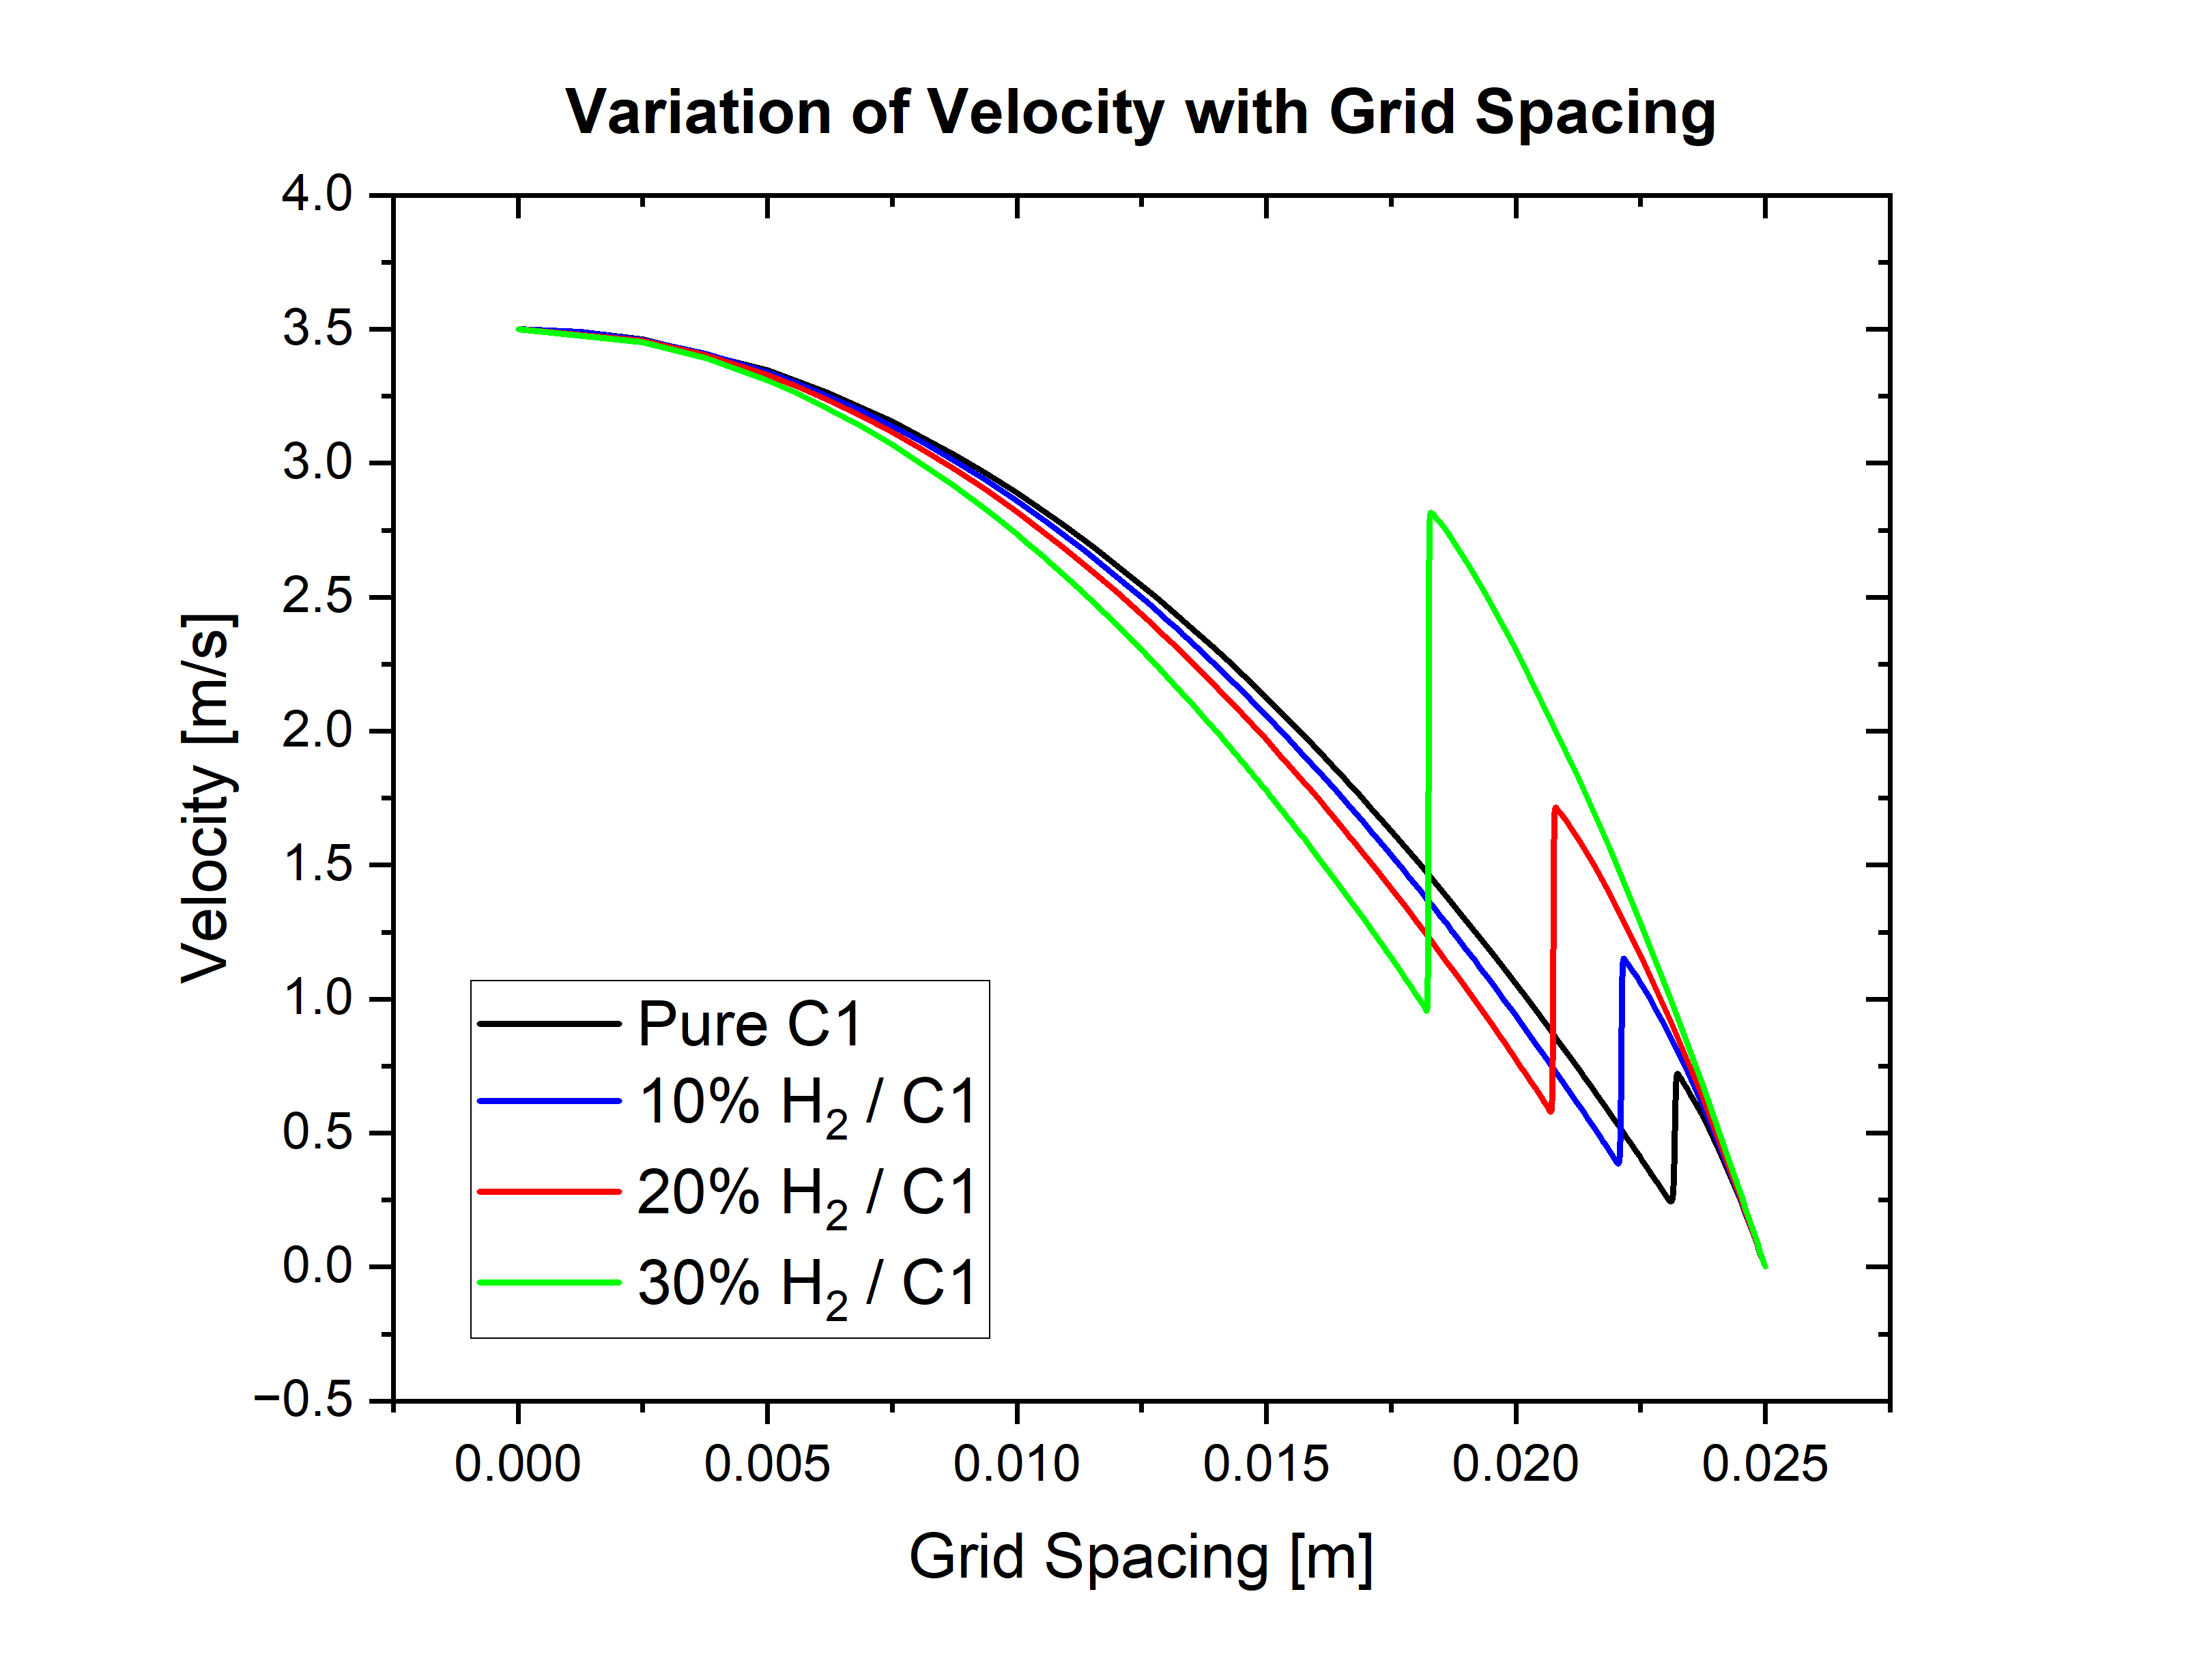 Variation of Velocity with Grid Spacing
4.0
3.5
3.0
2.5
2.0
1.5
1.0
0.5
0.0
−0.5
Velocity [m/s]
Pure C1
10% H₂ / C1
20% H₂ / C1
30% H₂ / C1
0.000 0.005 0.010 0.015 0.020 0.025
Grid Spacing [m]